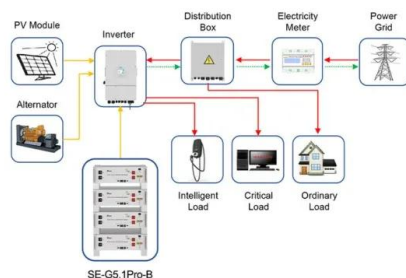 PV Module
Inverter
Distribution
Box
Electricity
Meter
Power
Grid
Alternator
Intelligent
Load
Critical
Load
Ordinary
Load
SE-G5.1Pro-B